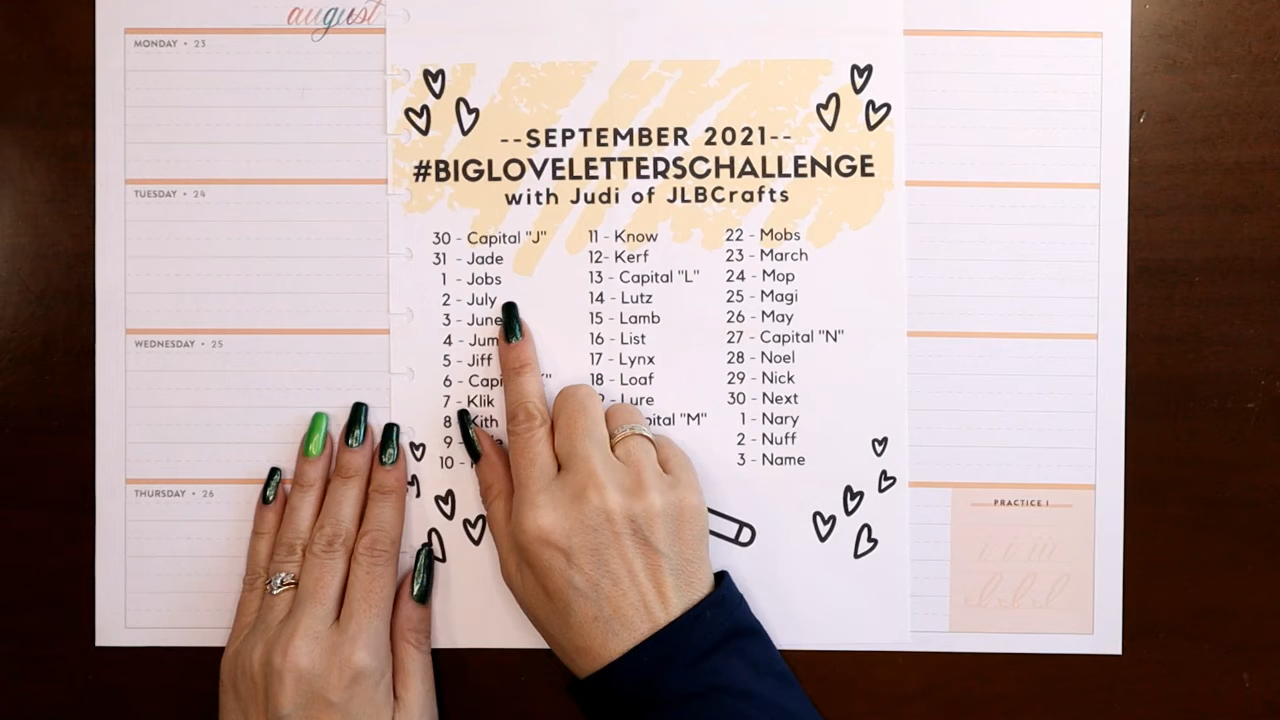 august
MONDAY • 23
TUESDAY • 24
WEDNESDAY • 25
THURSDAY • 26
--SEPTEMBER 2021--
#BIGLOVELETTERSCHALLENGE
with Judi of JLBCrafts
30 - Capital "J"
31 - Jade
1 - Jobs
2 - July
3 - June
4 -
5 - Jiff
6 -
7 - Klik
8 Kith
9 -
10 -
11 - Know
12- Kerf
13 - Capital "L"
14 - Lutz
15 - Lamb
16 - List
17 - Lynx
18 - Loaf
Lure
"M"
22 - Mobs
23 - March
24 - Mop
25 - Magi
26 - May
27 - Capital "N"
28 - Noel
29 - Nick
30 - Next
1 - Nary
2 - Nuff
3 - Name
PRACTICE I
i i iii